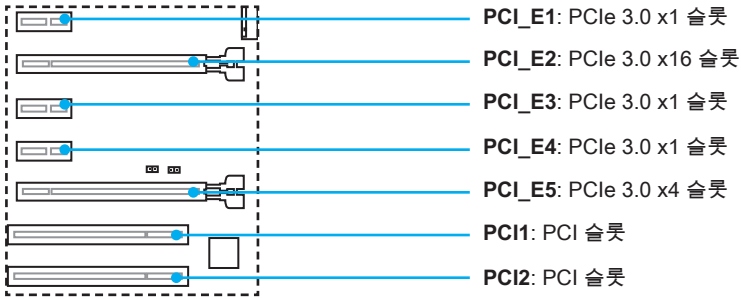 PCI_E1: PCIe 3.0 x1 슬롯
PCI_E2: PCIe 3.0 x16 슬롯
PCI_E3: PCIe 3.0 x1 슬롯
PCI_E4: PCIe 3.0 x1 슬롯
PCI_E5: PCIe 3.0 x4 슬롯
PCI1: PCI 슬롯
PCI2: PCI 슬롯